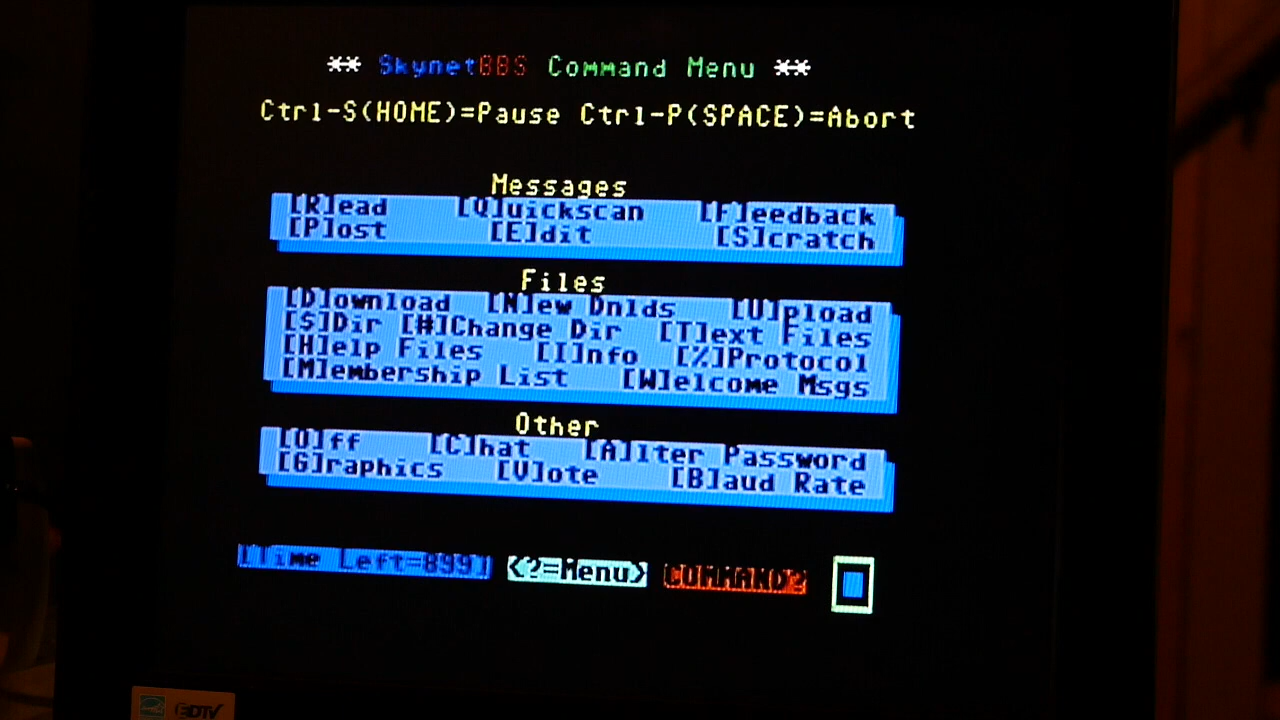 ** SkynetBBS Command Menu **
Ctrl-S(HOME)=Pause Ctrl-P(SPACE)=Abort
Messages
[R]ead [Q]uickscan [F]eedback
[P]ost [E]dit [S]cratch
Files
[D]ownload [N]ew Dnlds [U]pload
[$]Dir [#]Change Dir [T]ext Files
[H]elp Files [I]nfo [%]Protocol
[M]embership List [W]elcome Msgs
Other
[O]ff [C]hat [A]lter Password
[G]raphics [V]ote [B]aud Rate
[Time Left=899] <?=Menu> COMMAND?
EDTV